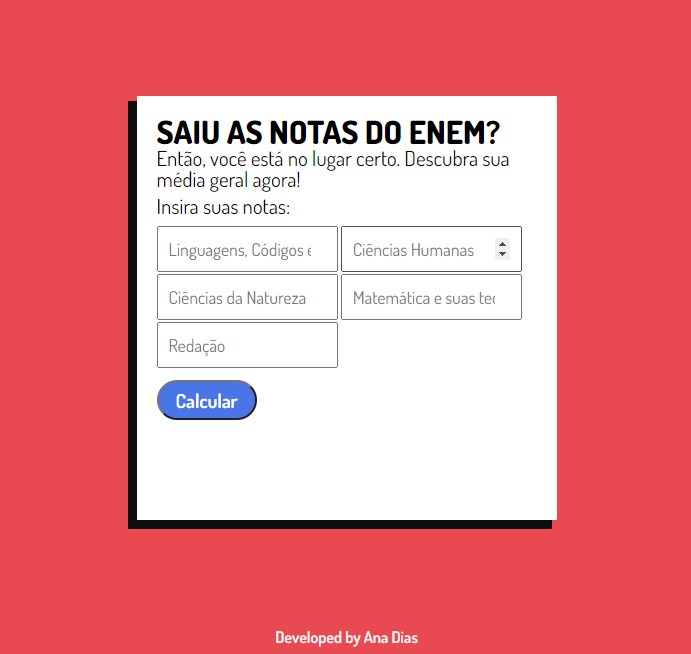 SAIU AS NOTAS DO ENEM?
Então, você está no lugar certo. Descubra sua
média geral agora!
Insira suas notas:
Linguagens, Códigos e
Ciências Humanas
Ciências da Natureza
Matemática e suas tec
Redação
Calcular
Developed by Ana Dias